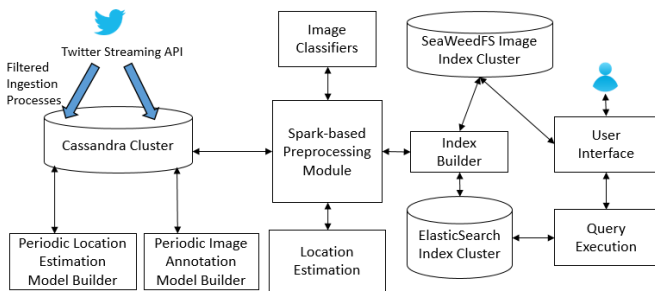 Twitter Streaming API
Filtered
Ingestion
Processes
Cassandra Cluster
Periodic Location
Estimation
Model Builder
Periodic Image
Annotation
Model Builder
Image
Classifiers
Spark-based
Preprocessing
Module
Location
Estimation
SeaWeedFS Image
Index Cluster
Index
Builder
ElasticSearch
Index Cluster
User
Interface
Query
Execution